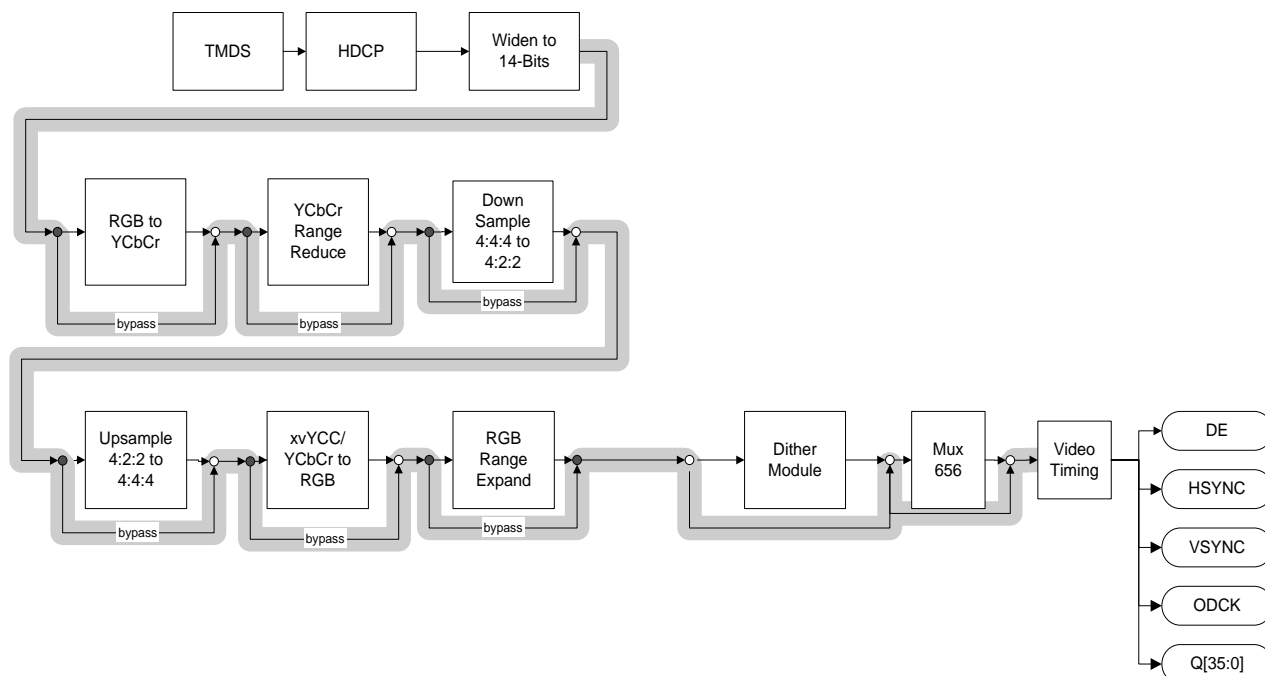 TMDS
HDCP
Widen to
14-Bits
RGB to
YCbCr
YCbCr
Range
Reduce
Down
Sample
4:4:4 to
4:2:2
bypass
bypass
bypass
Upsample
4:2:2 to
4:4:4
xvYCC/
YCbCr to
RGB
RGB
Range
Expand
Dither
Module
Mux
656
Video
Timing
bypass
bypass
bypass
DE
HSYNC
VSYNC
ODCK
Q[35:0]